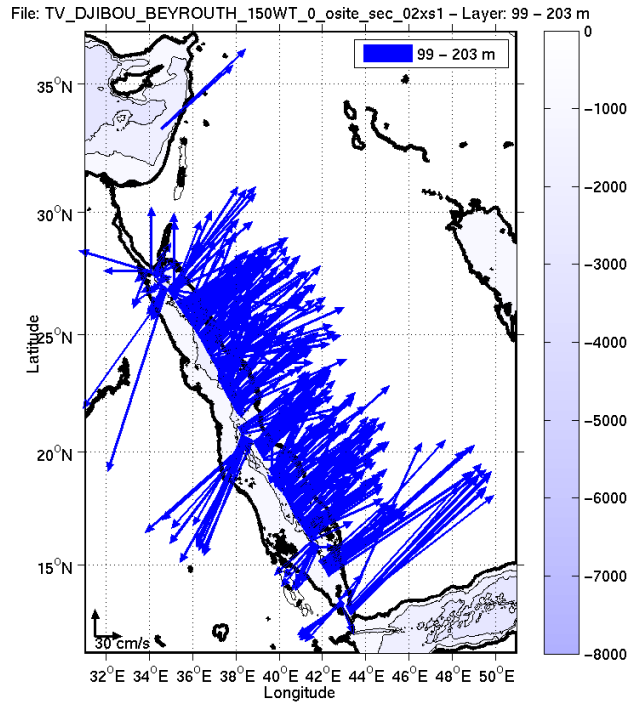 File: TV_DJIBOU_BEYROUTH_150WT_0_osite_sec_02xs1 – Layer: 99 – 203 m
99 – 203 m
35°N
30°N
25°N
20°N
15°N
Latitude
30 cm/s
32°E 34°E 36°E 38°E 40°E 42°E 44°E 46°E 48°E 50°E
Longitude
0
−1000
−2000
−3000
−4000
−5000
−6000
−7000
−8000